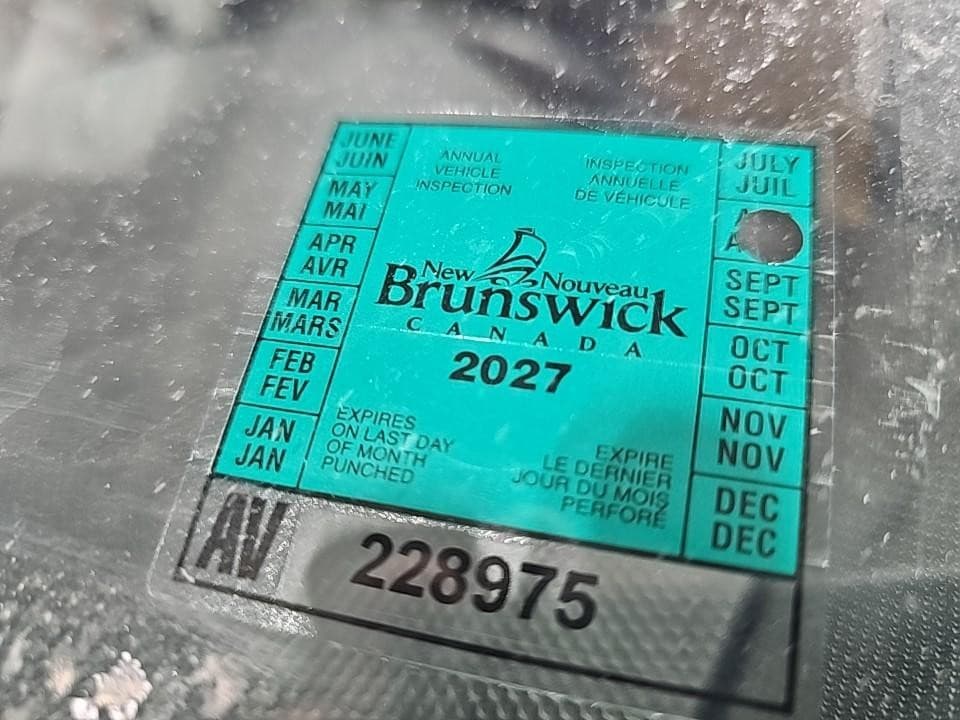 JUNE
JUIN
MAY
MAI
APR
AVR
MAR
MARS
FEB
FEV
JAN
JAN
ANNUAL
VEHICLE
INSPECTION
INSPECTION
ANNUELLE
DE VÉHICULE
New Nouveau
Brunswick
CANADA
2027
EXPIRES
ON LAST DAY
OF MONTH
PUNCHED
EXPIRE
LE DERNIER
JOUR DU MOIS
PERFORÉ
JULY
JUIL
SEPT
SEPT
OCT
OCT
NOV
NOV
DEC
DEC
AV 228975